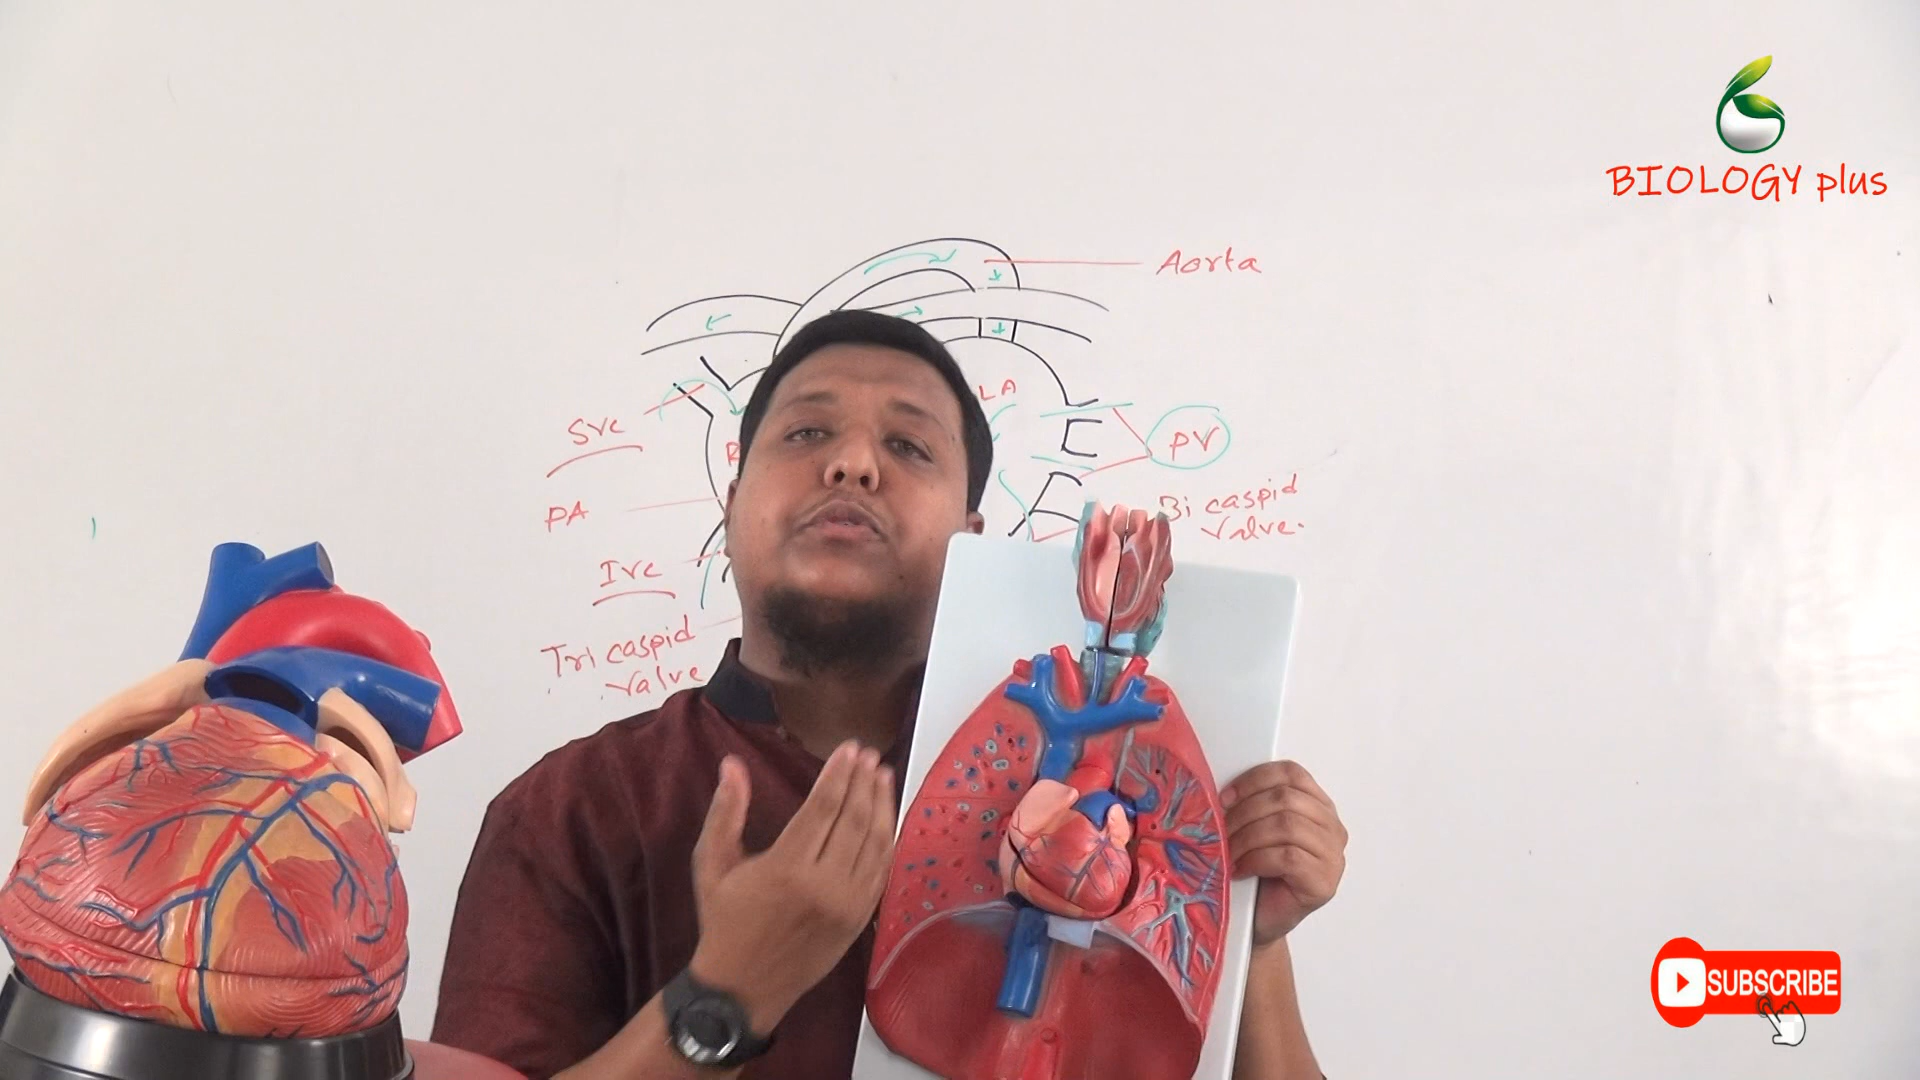 BIOLOGY plus
Aorta
LA
SVC
R
PV
PA
Bi caspid
Valve.
IVC
Tri caspid
Valve
SUBSCRIBE